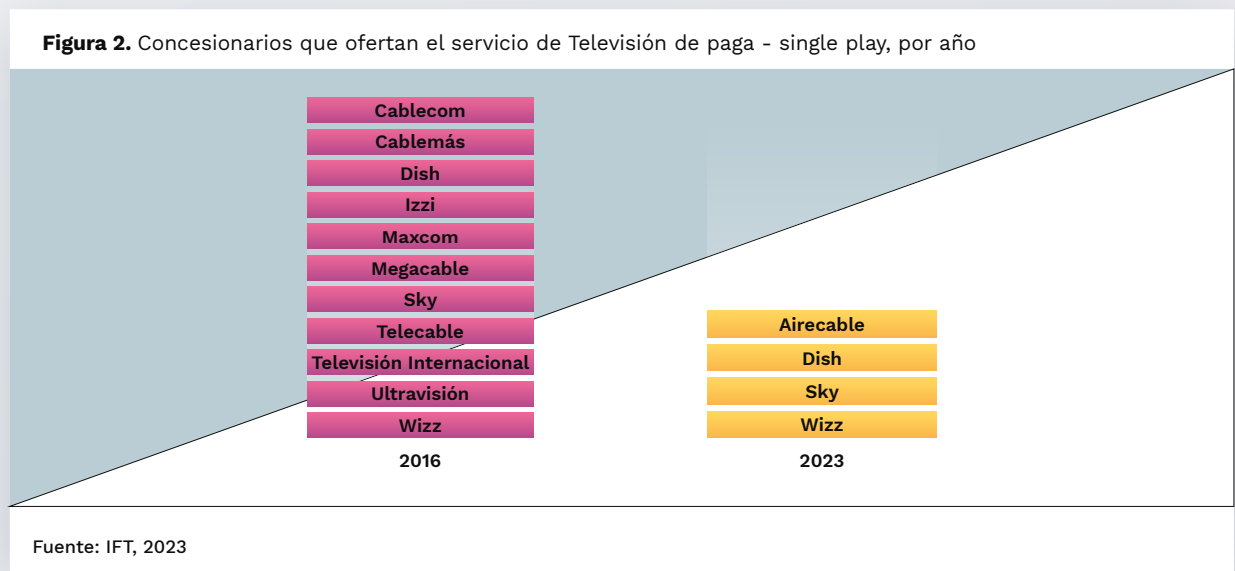 Figura 2. Concesionarios que ofertan el servicio de Televisión de paga - single play, por año
Cablecom
Cablemás
Dish
Izzi
Maxcom
Megacable
Sky
Telecable
Televisión Internacional
Ultravisión
Wizz
2016
Airecable
Dish
Sky
Wizz
2023
Fuente: IFT, 2023